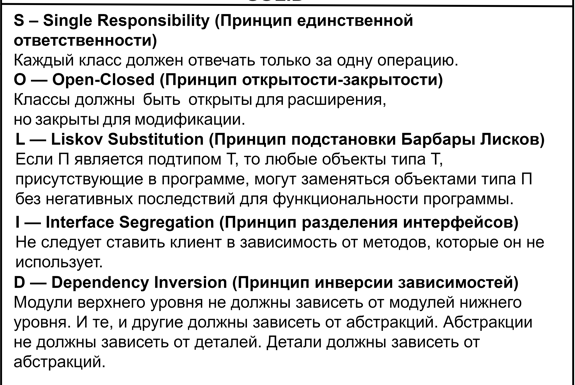 S – Single Responsibility (Принцип единственной
ответственности)
Каждый класс должен отвечать только за одну операцию.
O — Open-Closed (Принцип открытости-закрытости)
Классы должны быть открыты для расширения,
но закрыты для модификации.
L — Liskov Substitution (Принцип подстановки Барбары Лисков)
Если П является подтипом Т, то любые объекты типа Т,
присутствующие в программе, могут заменяться объектами типа П
без негативных последствий для функциональности программы.
I — Interface Segregation (Принцип разделения интерфейсов)
Не следует ставить клиент в зависимость от методов, которые он не
использует.
D — Dependency Inversion (Принцип инверсии зависимостей)
Модули верхнего уровня не должны зависеть от модулей нижнего
уровня. И те, и другие должны зависеть от абстракций. Абстракции
не должны зависеть от деталей. Детали должны зависеть от
абстракций.